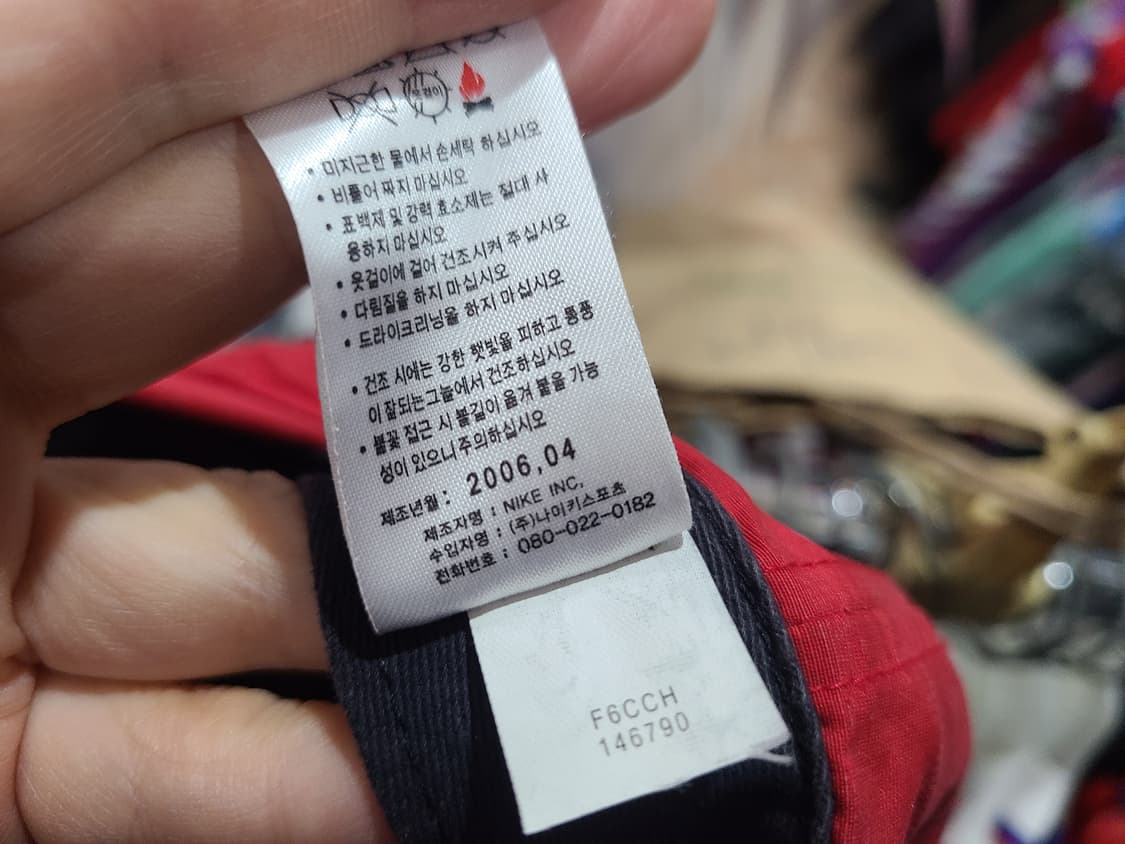 옷걸이
• 미지근한 물에서 손세탁 하십시오
• 비틀어 짜지 마십시오
• 표백제 및 강력 효소제는 절대 사
용하지 마십시오
• 옷걸이에 걸어 건조시켜 주십시오
• 다림질을 하지 마십시오
• 드라이크리닝을 하지 마십시오
• 건조 시에는 강한 햇빛을 피하고 통풍
이 잘되는그늘에서 건조하십시오
• 불꽃 접근 시 불길이 옮겨 붙을 가능
성이 있으니주의하십시오
제조년월 : 2006.04
제조자명 : NIKE INC.
수입자명 : (주)나이키스포츠
전화번호 : 080-022-0182
F6CCH
146790